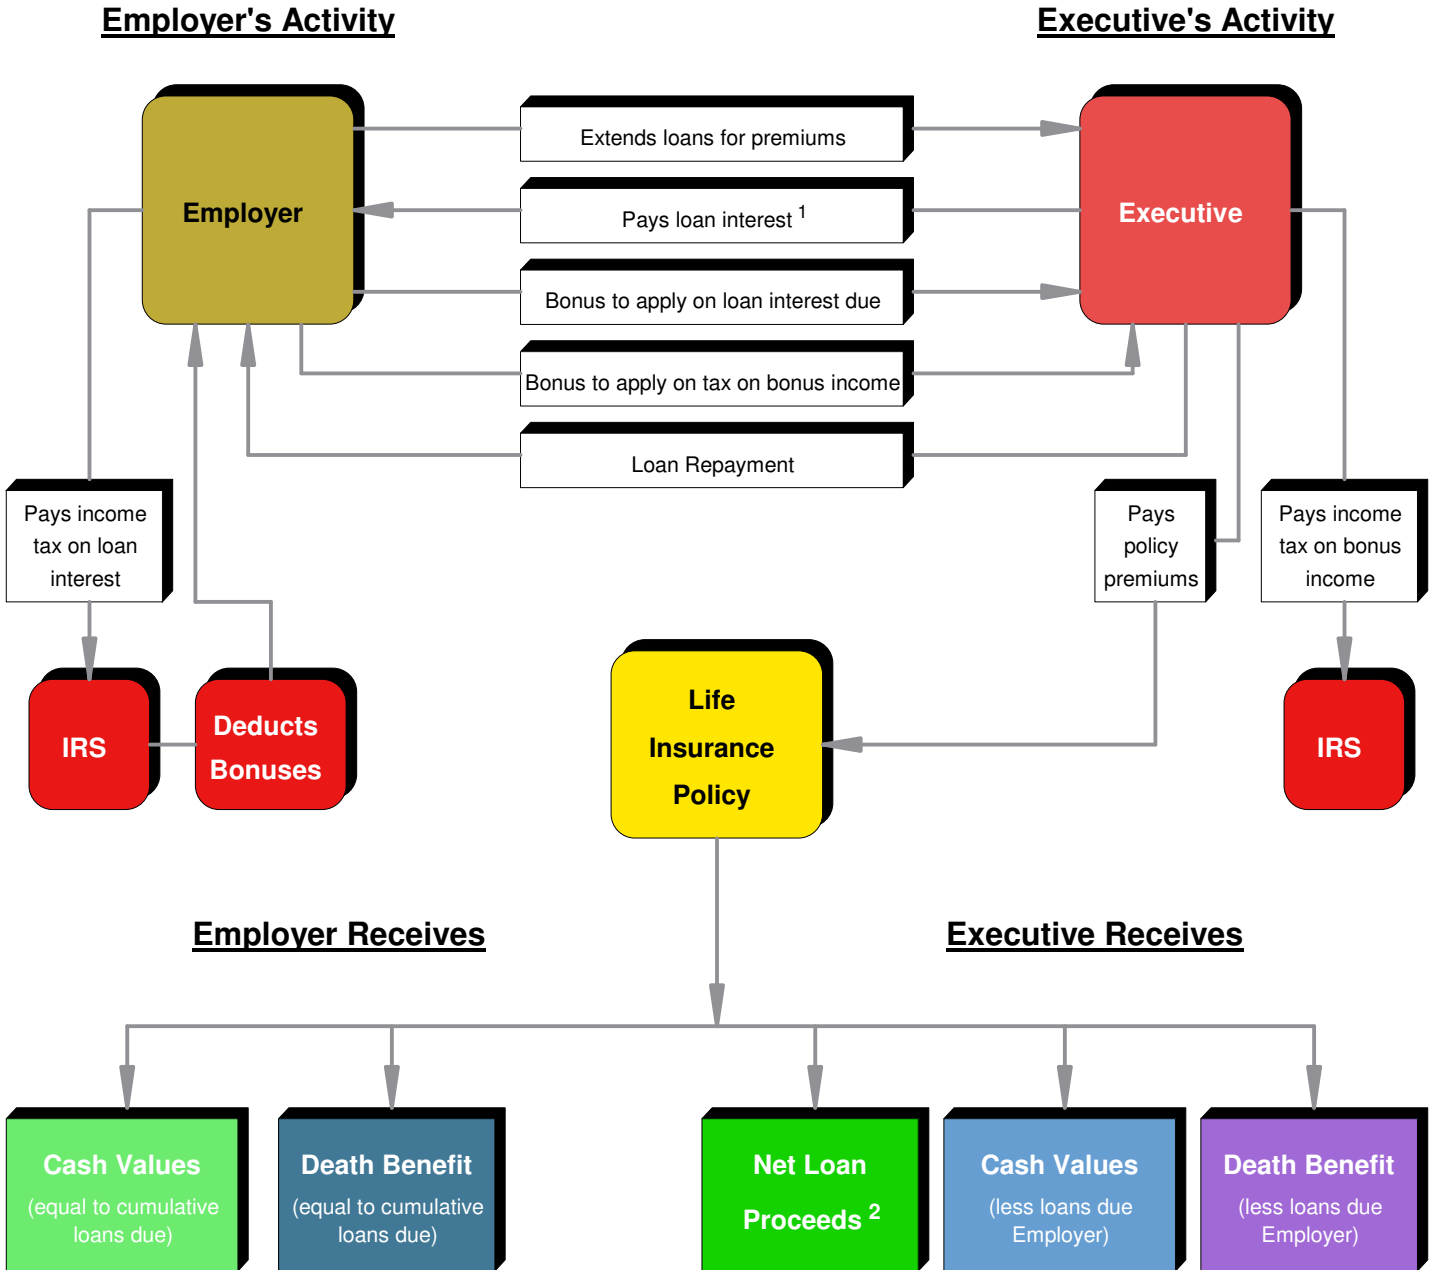 Employer's Activity
Executive's Activity
Employer
Extends loans for premiums
Pays loan interest 1
Bonus to apply on loan interest due
Bonus to apply on tax on bonus income
Loan Repayment
Executive
Pays income
tax on loan
interest
Pays
policy
premiums
Pays income
tax on bonus
income
IRS
Deducts
Bonuses
Life
Insurance
Policy
IRS
Employer Receives
Executive Receives
Cash Values
(equal to cumulative
loans due)
Death Benefit
(equal to cumulative
loans due)
Net Loan
Proceeds 2
Cash Values
(less loans due
Employer)
Death Benefit
(less loans due
Employer)